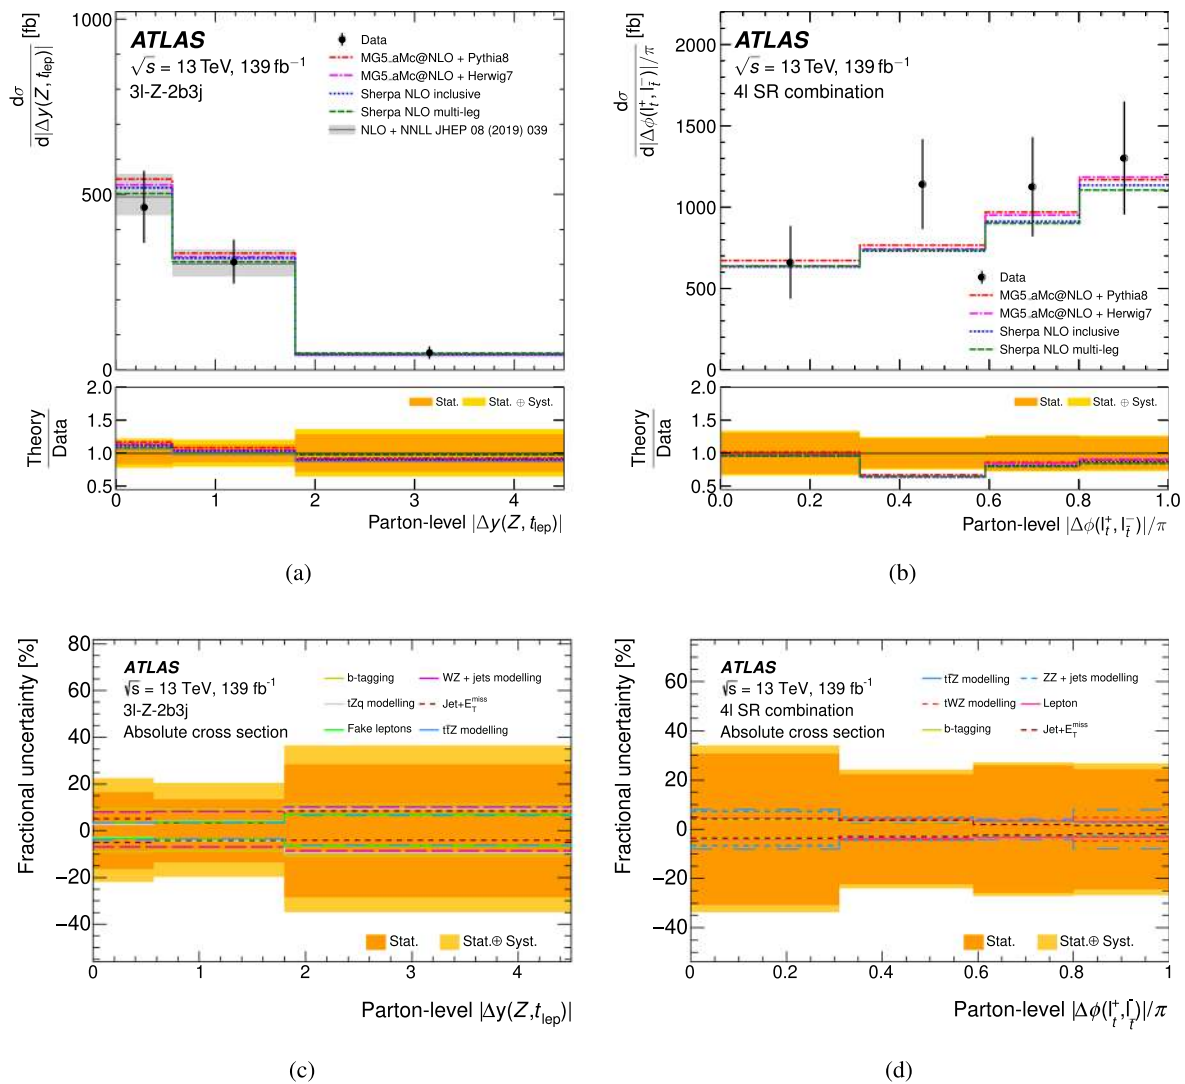 dσ
d|Δy(Z, t_lep)| [fb]
1000
500
0
ATLAS
√s = 13 TeV, 139 fb⁻¹
3l-Z-2b3j
Data
MG5_aMc@NLO + Pythia8
MG5_aMc@NLO + Herwig7
Sherpa NLO inclusive
Sherpa NLO multi-leg
NLO + NNLL JHEP 08 (2019) 039
Theory
Data
2.0
1.5
1.0
0.5
Stat. Stat. ⊕ Syst.
0 1 2 3 4
Parton-level |Δy(Z, t_lep)|
(a)
dσ
d|Δϕ(l_t^+, l_t̄^-)|/π [fb]
2000
1500
1000
500
0
ATLAS
√s = 13 TeV, 139 fb⁻¹
4l SR combination
Data
MG5_aMc@NLO + Pythia8
MG5_aMc@NLO + Herwig7
Sherpa NLO inclusive
Sherpa NLO multi-leg
Theory
Data
2.0
1.5
1.0
0.5
Stat. Stat. ⊕ Syst.
0.0 0.2 0.4 0.6 0.8 1.0
Parton-level |Δϕ(l_t^+, l_t̄^-)|/π
(b)
Fractional uncertainty [%]
80
60
40
20
0
−20
−40
ATLAS
√s = 13 TeV, 139 fb⁻¹
3l-Z-2b3j
Absolute cross section
b-tagging WZ + jets modelling
tZq modelling Jet+E_T^miss
Fake leptons tt̄Z modelling
Stat. Stat.⊕ Syst.
0 1 2 3 4
Parton-level |Δy(Z,t_lep)|
(c)
Fractional uncertainty [%]
60
40
20
0
−20
−40
ATLAS
√s = 13 TeV, 139 fb⁻¹
4l SR combination
Absolute cross section
tt̄Z modelling ZZ + jets modelling
tWZ modelling Lepton
b-tagging Jet+E_T^miss
Stat. Stat.⊕ Syst.
0 0.2 0.4 0.6 0.8 1
Parton-level |Δϕ(l_t^+,l_t̄^-)|/π
(d)